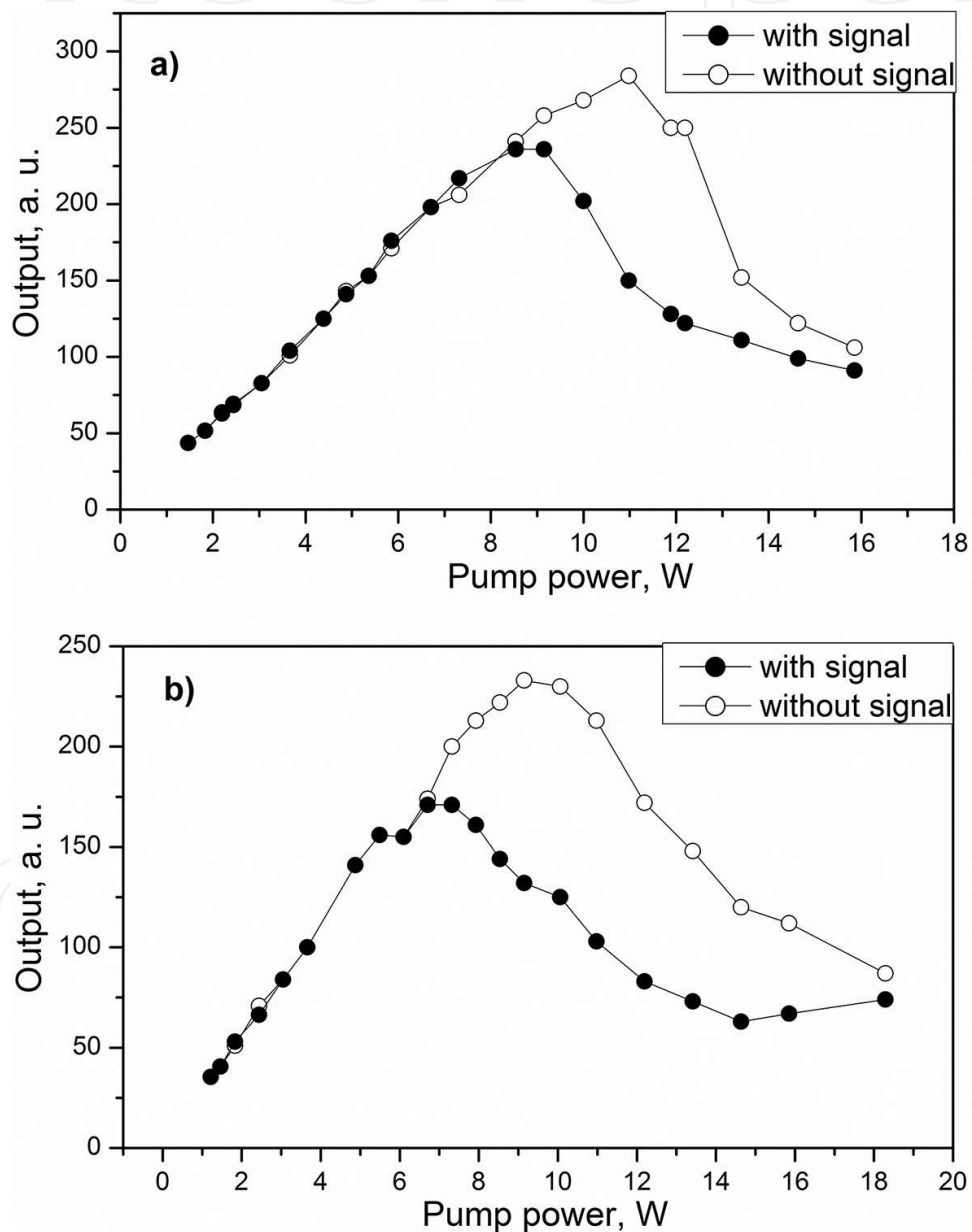 a)
with signal
without signal
300
250
200
150
100
50
0
Output, a. u.
0 2 4 6 8 10 12 14 16 18
Pump power, W
b)
with signal
without signal
250
200
150
100
50
0
Output, a. u.
0 2 4 6 8 10 12 14 16 18 20
Pump power, W